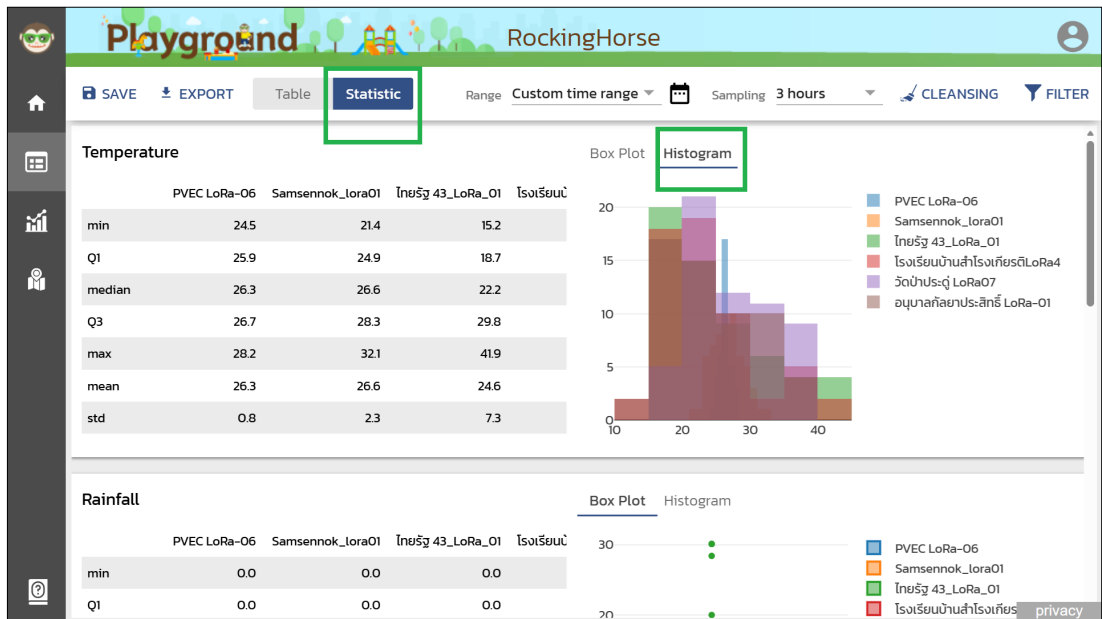 Playground RockingHorse
SAVE EXPORT Table Statistic Range Custom time range Sampling 3 hours CLEANSING FILTER
Temperature
Box Plot Histogram
PVEC LoRa-06 Samsennok_lora01 ไทยรัฐ 43_LoRa_01
min 24.5 21.4 15.2
Q1 25.9 24.9 18.7
median 26.3 26.6 22.2
Q3 26.7 28.3 29.8
max 28.2 32.1 41.9
mean 26.3 26.6 24.6
std 0.8 2.3 7.3
20
15
10
5
0
10 20 30 40
PVEC LoRa-06
Samsennok_lora01
ไทยรัฐ 43_LoRa_01
โรงเรียนบ้านสำโรงเกียรติLoRa4
วัดป่าประดู่ LoRa07
อนุบาลกัลยาประสิทธิ์ LoRa-01
Rainfall
Box Plot Histogram
PVEC LoRa-06 Samsennok_lora01 ไทยรัฐ 43_LoRa_01
min 0.0 0.0 0.0
Q1 0.0 0.0 0.0
30
20
PVEC LoRa-06
Samsennok_lora01
ไทยรัฐ 43_LoRa_01
privacy